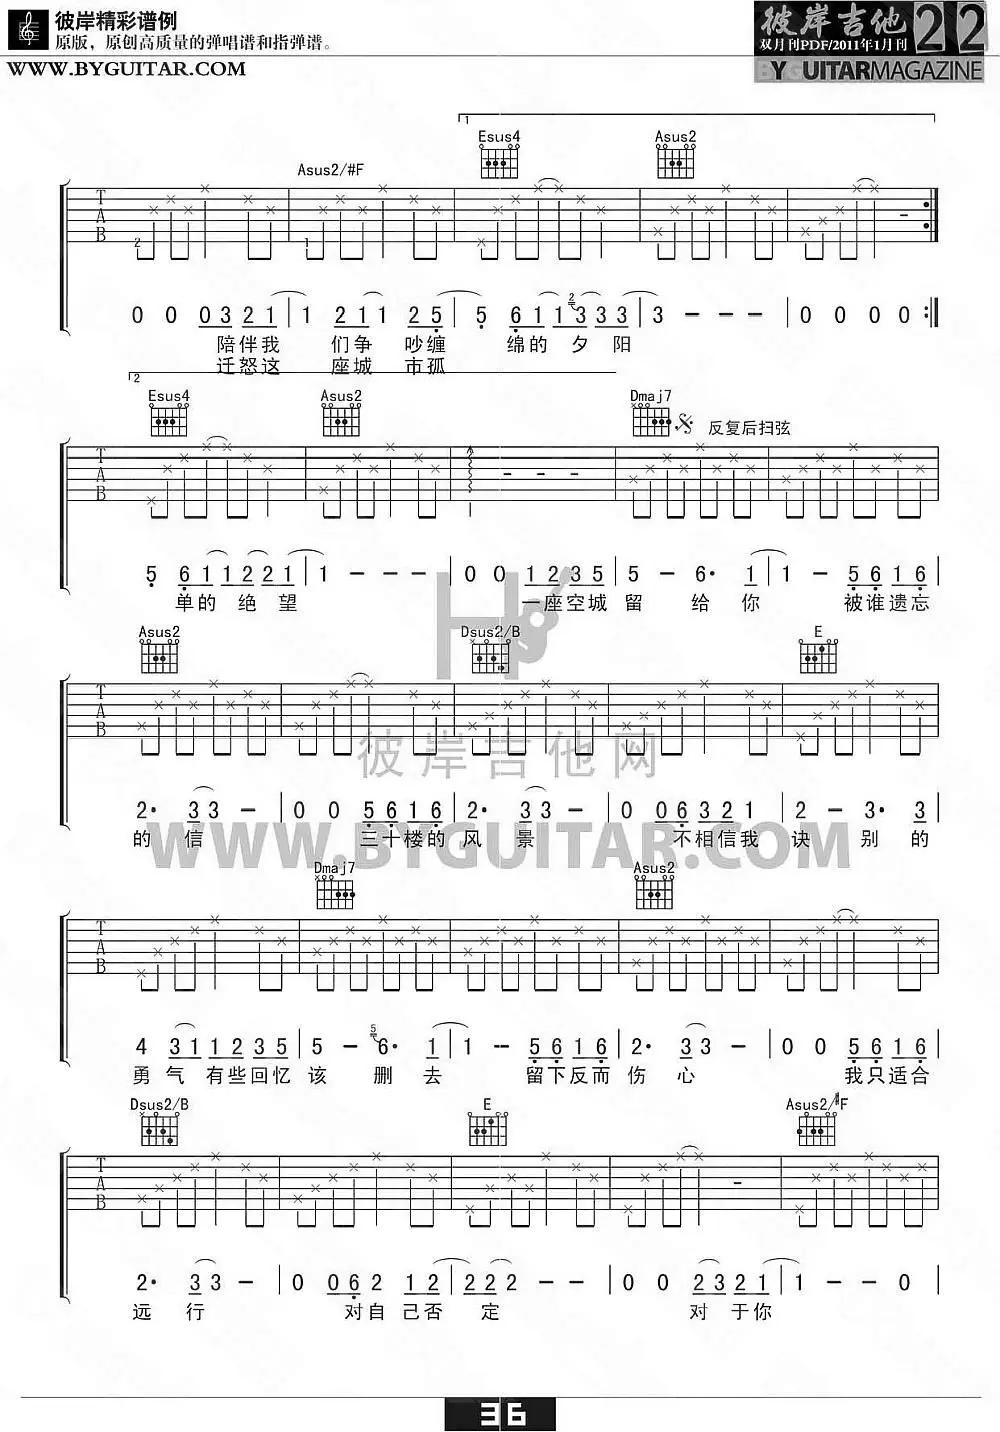 彼岸精彩谱例
原版，原创高质量的弹唱谱和指弹谱。
WWW.BYGUITAR.COM
彼岸吉他 22
双月刊PDF/2011年1月刊
BYGUITARMAGAZINE
1
Asus2/#F Esus4 Asus2
T A B
2 1
0 0 0 3 2 1 | 1 2 1 1 2 5 | 5 6 1 1 2 3 3 3 | 3 - - - | 0 0 0 0
陪伴我 们争 吵缠 绵的 夕 阳
迁怒这 座城 市孤
2
Esus4 Asus2 Dmaj7 反复后扫弦
T A B
5 6 1 1 2 2 1 | 1 - - - | 0 0 1 2 3 5 | 5 - 6· 1 | 1 - 5 6 1 6
单的 绝 望 一座空城 留 给 你 被谁遗忘
Asus2 Dsus2/B E
T A B
2· 3 3 - | 0 0 5 6 1 6 | 2· 3 3 - | 0 0 6 3 2 1 | 2 - 3· 3
的 信 三十楼的 风 景 不相信我 诀 别 的
彼岸吉他网
WWW.BYGUITAR.COM
Dmaj7 Asus2
T A B
4 3 1 1 2 3 5 | 5 - 5 6· 1 | 1 - 5 6 1 6 | 2· 3 3 - | 0 0 5 6 1 6
勇 气 有些回忆 该 删 去 留下反而 伤 心 我只适合
Dsus2/B E Asus2/#F
T A B
2· 3 3 - | 0 0 6 2 1 2 | 2 2 2 - | 0 0 2 3 2 1 | 1 - - 0
远 行 对自 己否 定 对 于你
36